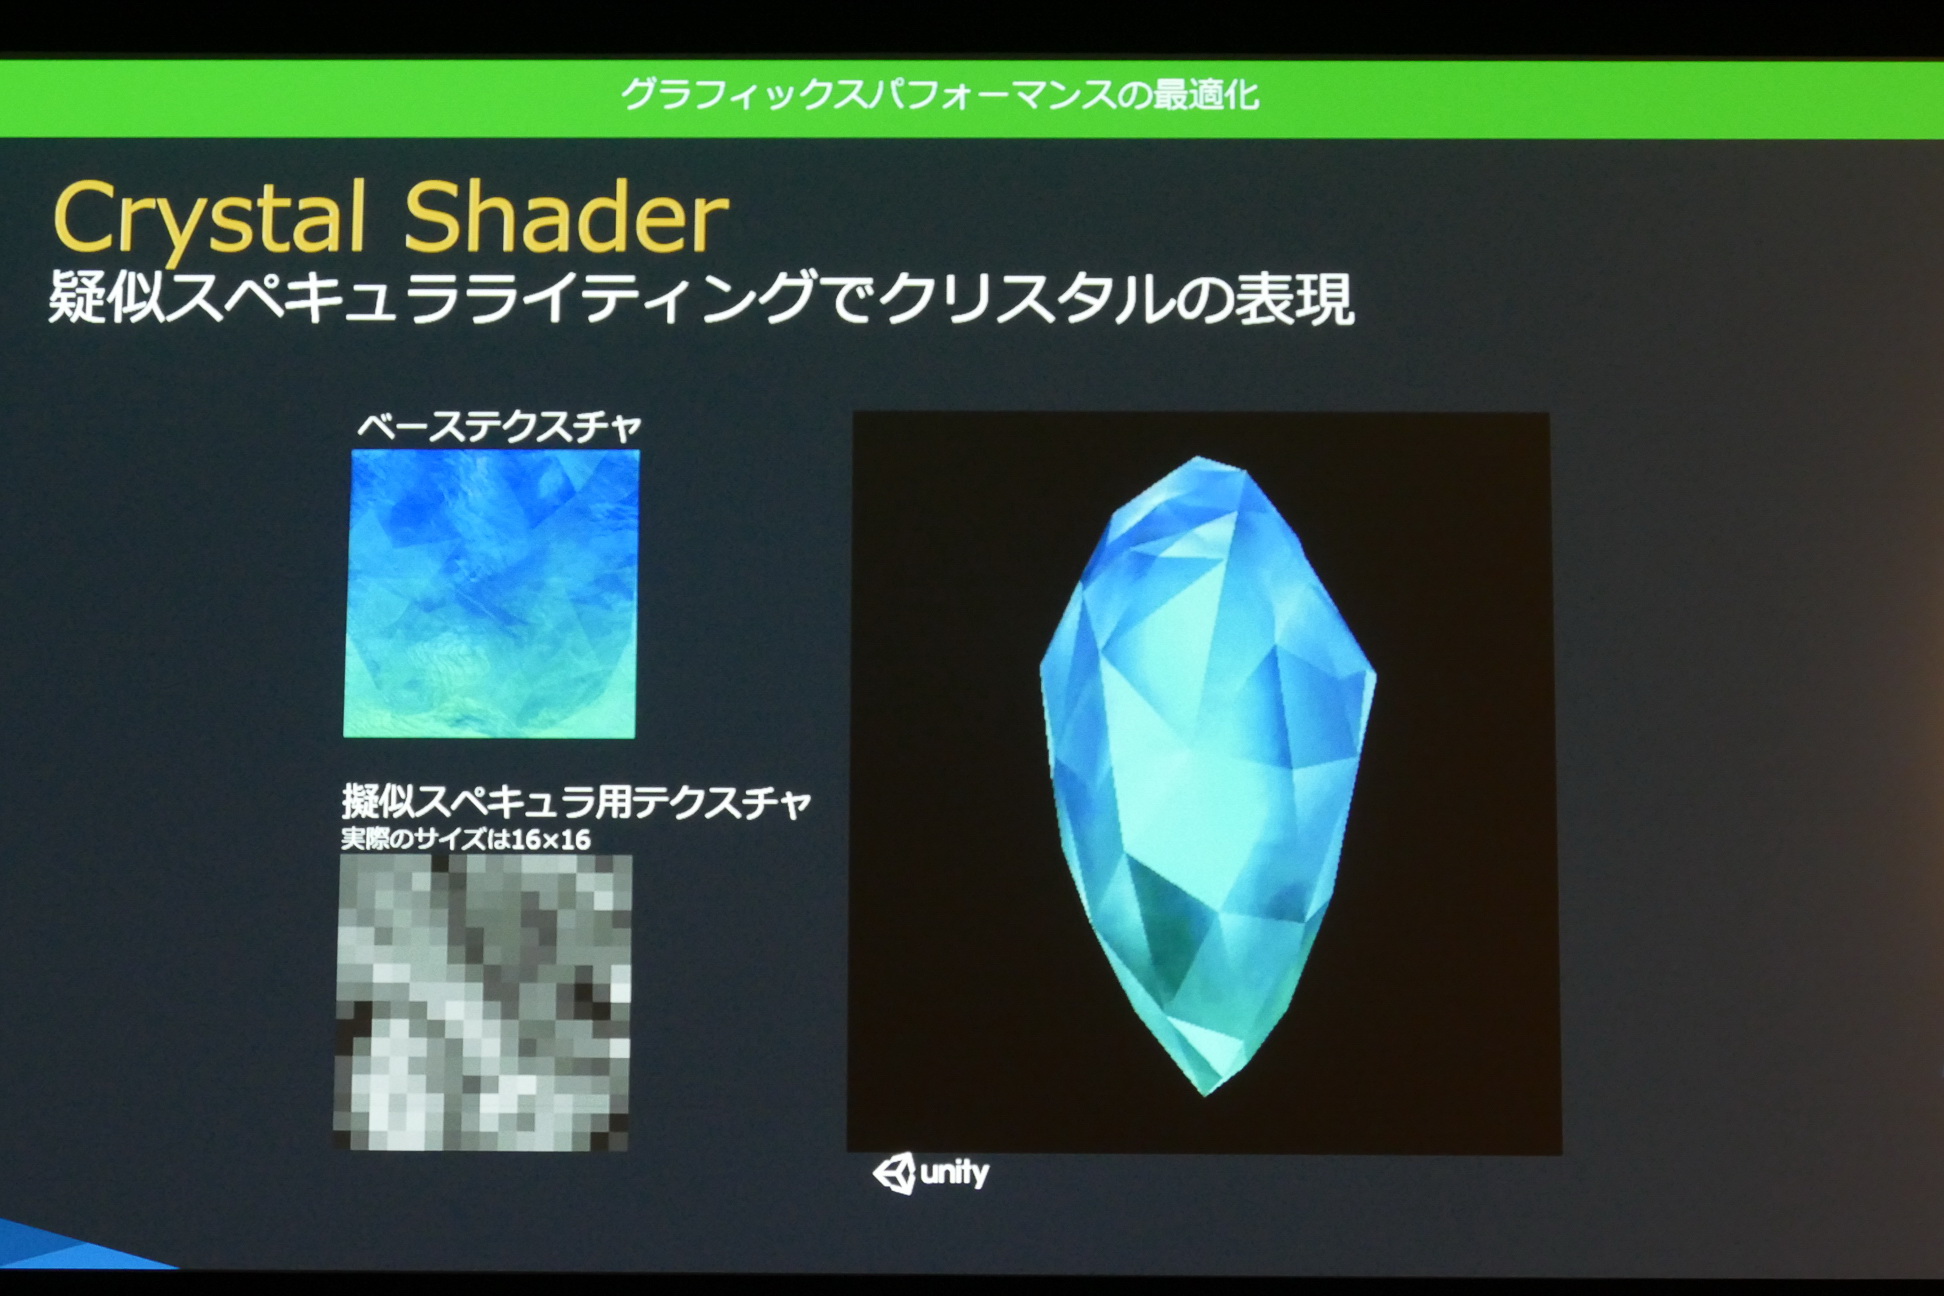 グラフィックスパフォーマンスの最適化
Crystal Shader
疑似スペキュラライティングでクリスタルの表現
ベーステクスチャ
擬似スペキュラ用テクスチャ
実際のサイズは16×16
unity